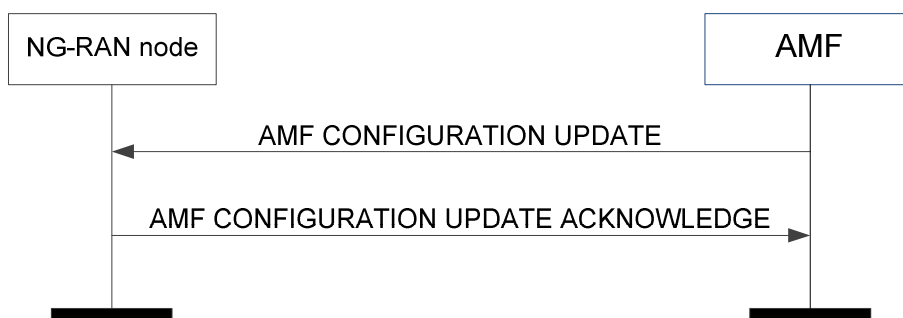 NG-RAN node
AMF
AMF CONFIGURATION UPDATE
AMF CONFIGURATION UPDATE ACKNOWLEDGE